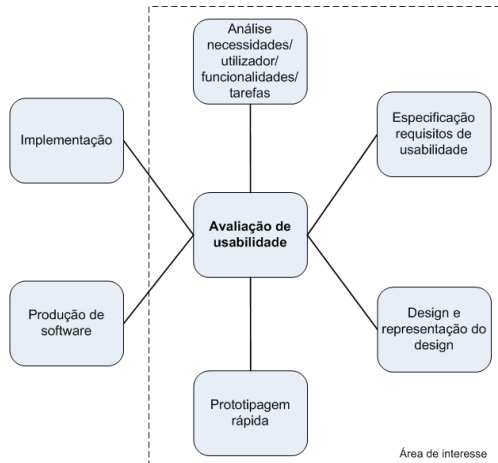 Análise
necessidades/
utilizador/
funcionalidades/
tarefas
Implementação
Especificação
requisitos de
usabilidade
Avaliação de
usabilidade
Produção de
software
Design e
representação do
design
Prototipagem
rápida
Área de interesse